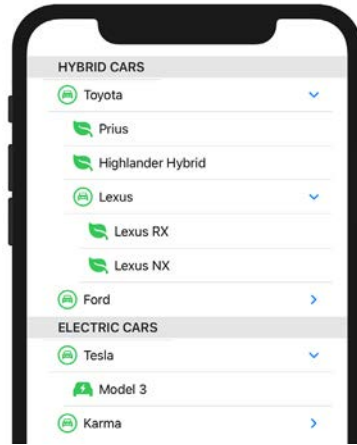 HYBRID CARS
Toyota
Prius
Highlander Hybrid
Lexus
Lexus RX
Lexus NX
Ford
ELECTRIC CARS
Tesla
Model 3
Karma